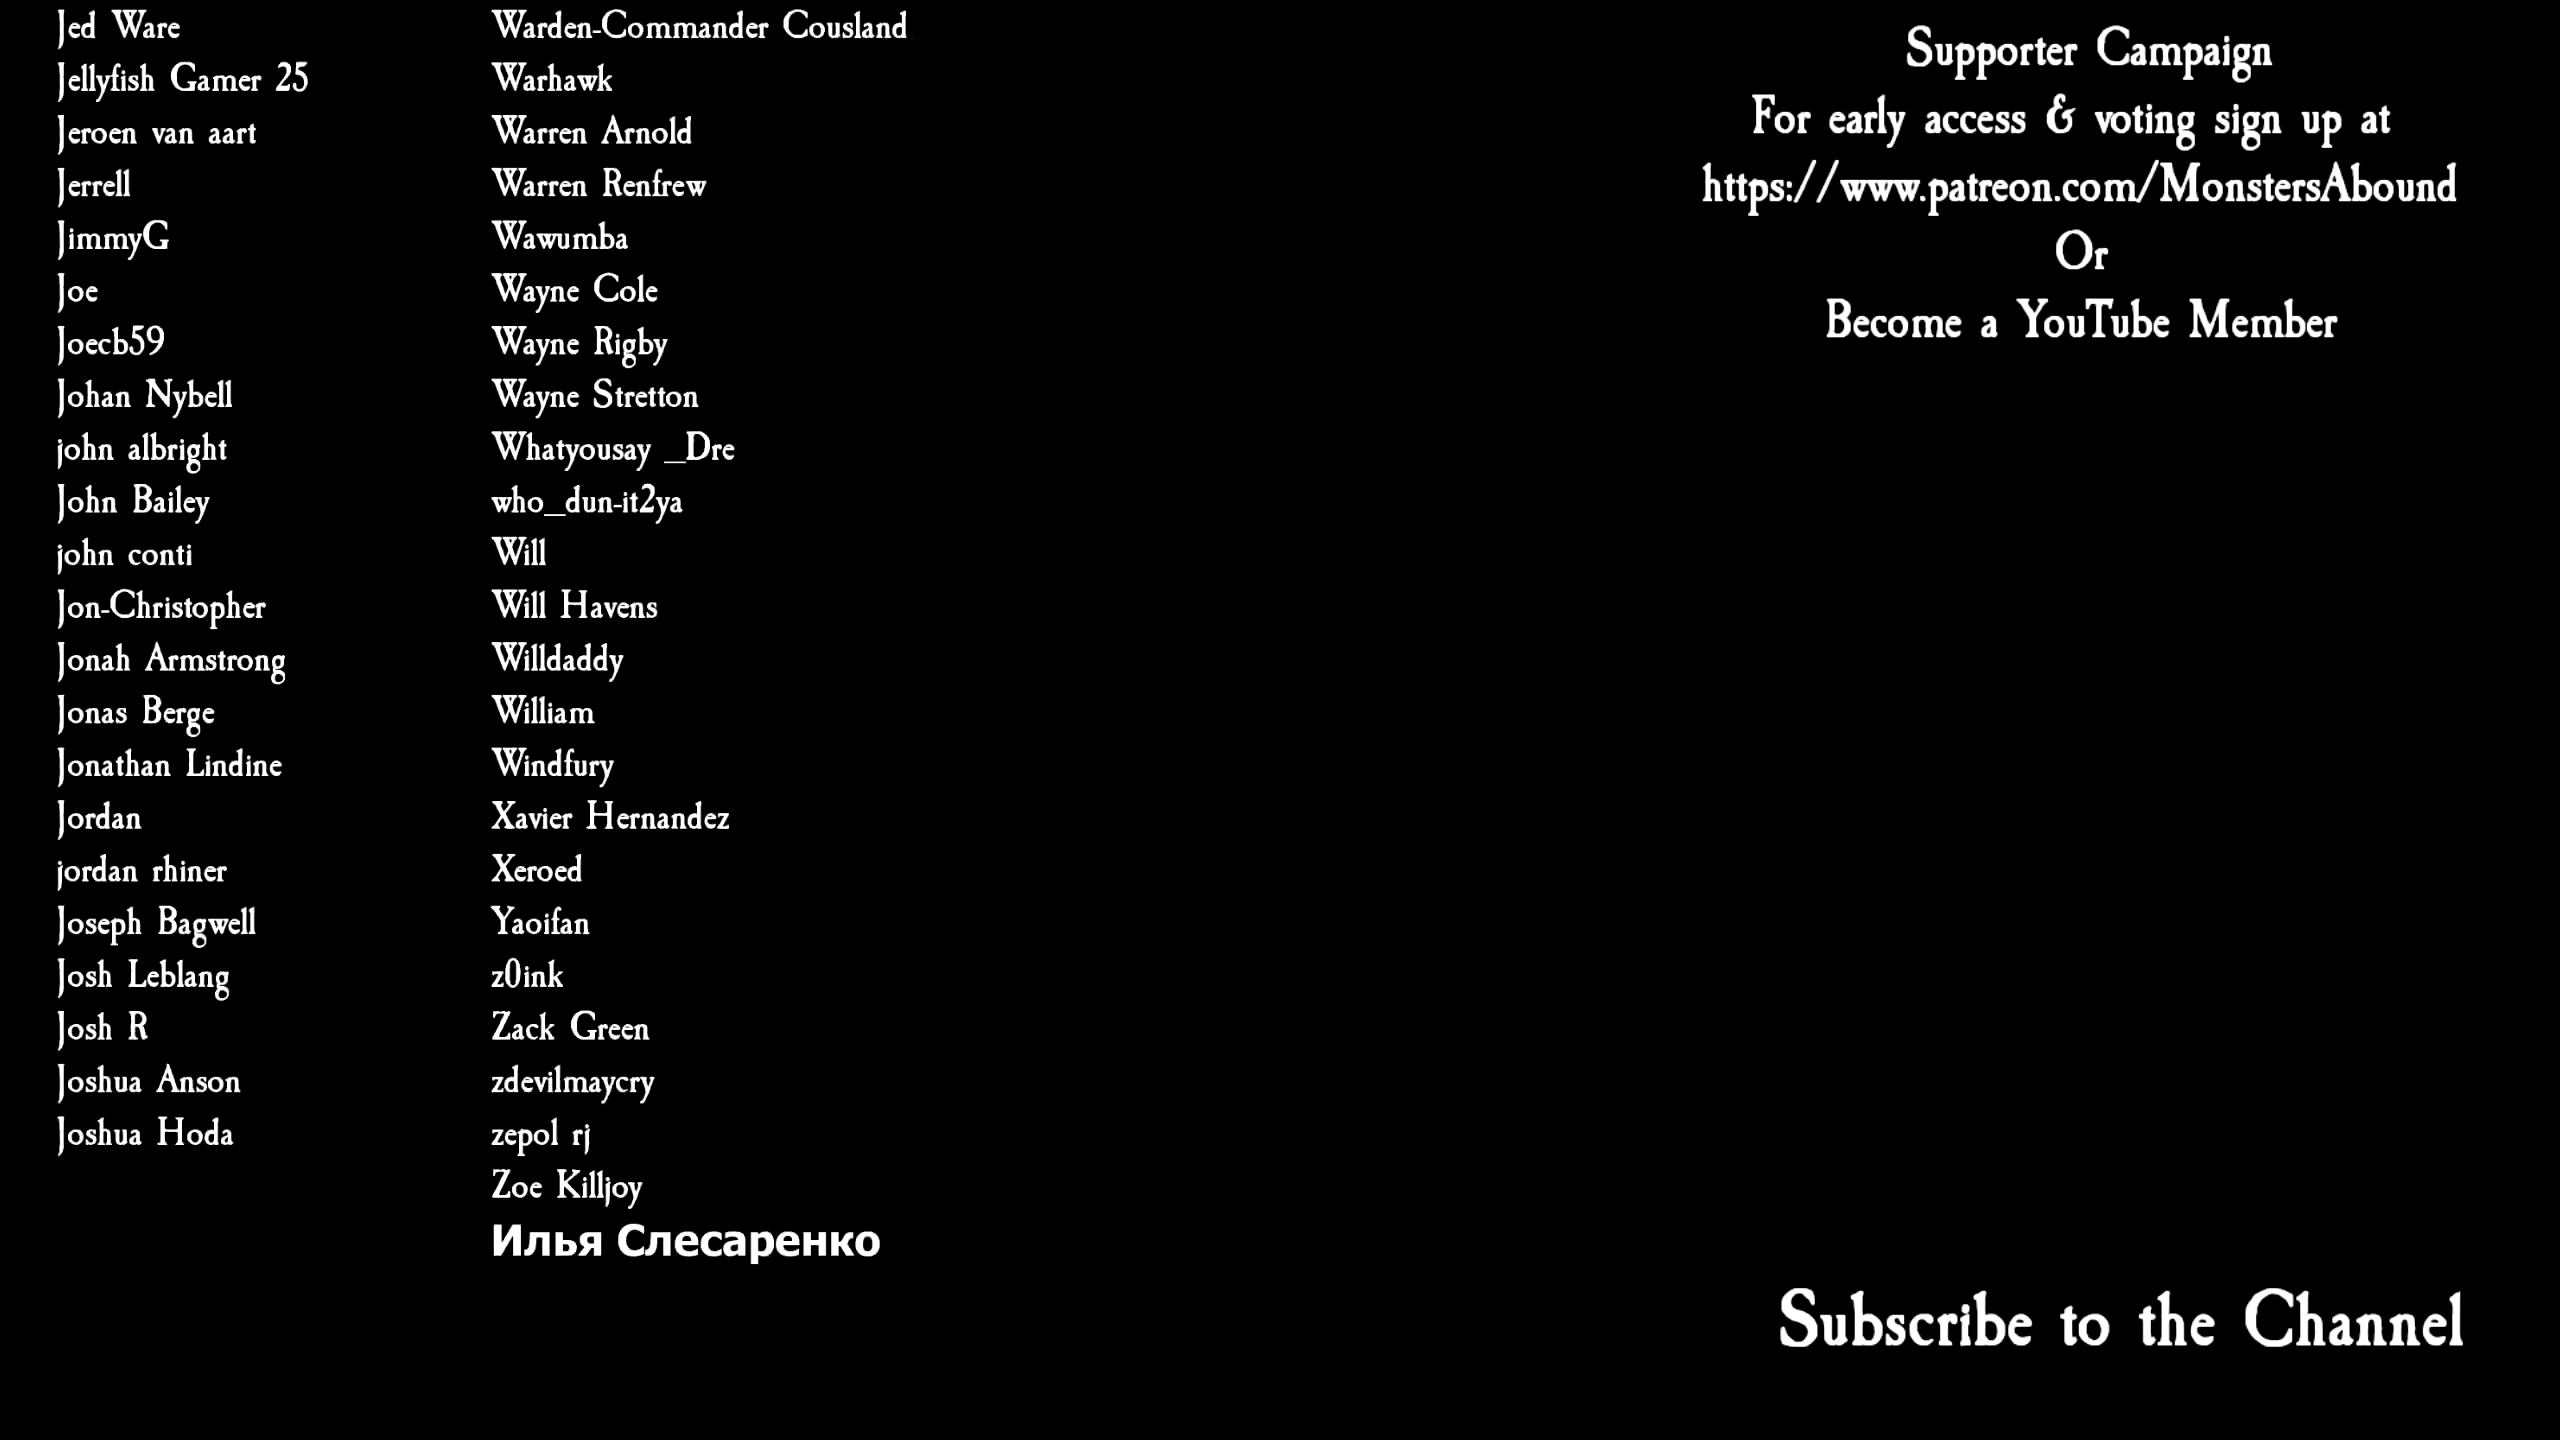 Jed Ware
Jellyfish Gamer 25
Jeroen van aart
Jerrell
JimmyG
Joe
Joecb59
Johan Nybell
john albright
John Bailey
john conti
Jon-Christopher
Jonah Armstrong
Jonas Berge
Jonathan Lindine
Jordan
jordan rhiner
Joseph Bagwell
Josh Leblang
Josh R
Joshua Anson
Joshua Hoda
Warden-Commander Cousland
Warhawk
Warren Arnold
Warren Renfrew
Wawumba
Wayne Cole
Wayne Rigby
Wayne Stretton
Whatyousay _Dre
who_dun-it2ya
Will
Will Havens
Willdaddy
William
Windfury
Xavier Hernandez
Xeroed
Yaoifan
z0ink
Zack Green
zdevilmaycry
zepol rj
Zoe Killjoy
Илья Слесаренко
Supporter Campaign
For early access & voting sign up at
https://www.patreon.com/MonstersAbound
Or
Become a YouTube Member
Subscribe to the Channel